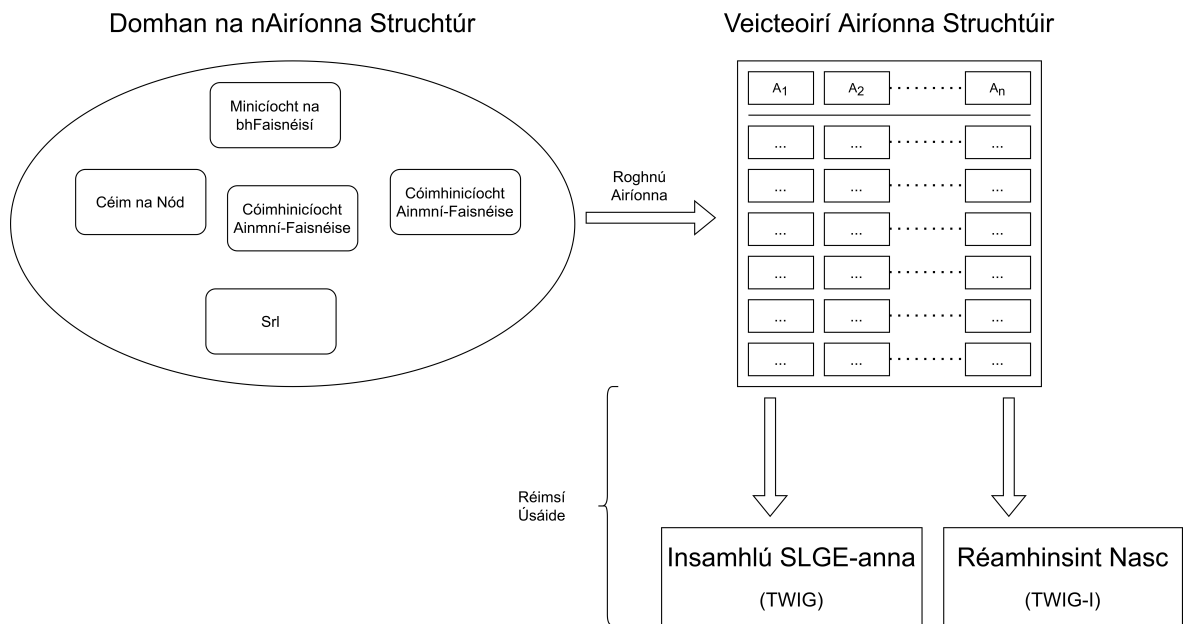 Domhan na nAiríonna Struchtúr
Veicteoirí Airíonna Struchtúir
Minicíocht na
bhFaisnéisí
Céim na Nód
Cóimhinicíocht
Ainmní-Faisnéise
Cóimhinicíocht
Ainmní-Faisnéise
Srl
Roghnú
Airíonna
A1 A2 ........... An
... ... ........... ...
... ... ........... ...
... ... ........... ...
... ... ........... ...
... ... ........... ...
... ... ........... ...
Réimsí
Úsáide
Insamhlú SLGE-anna
(TWIG)
Réamhinsint Nasc
(TWIG-I)